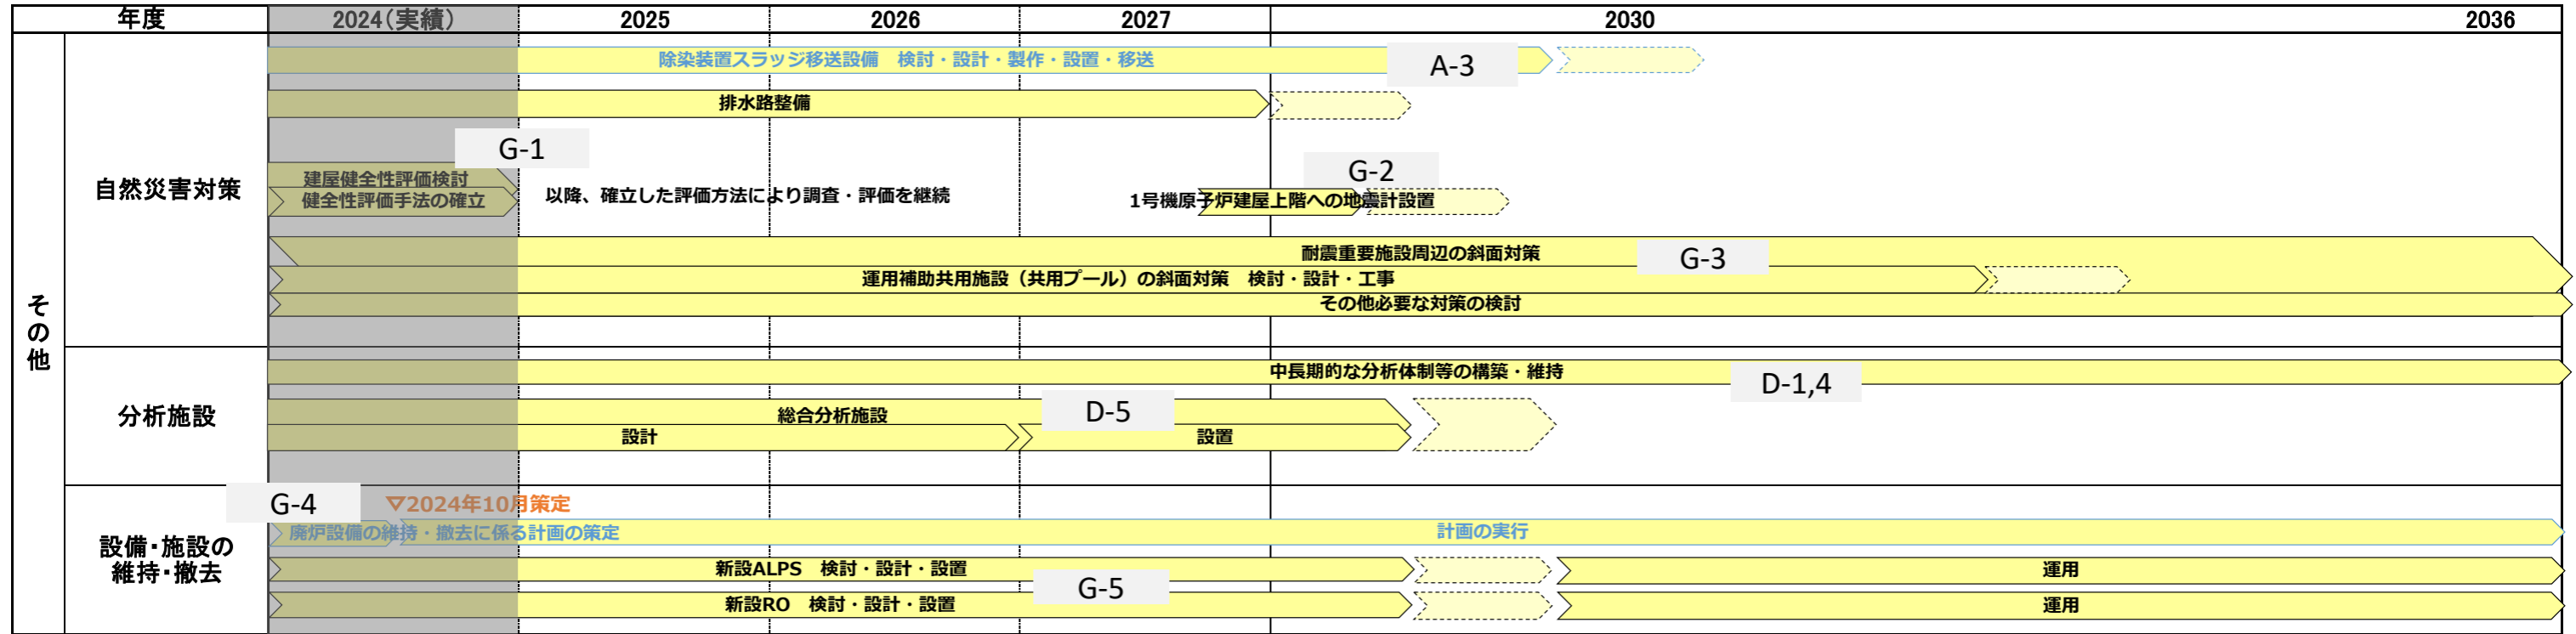 年度 2024(実績) 2025 2026 2027 2030 2036
その他
自然災害対策
除染装置スラッジ移送設備 検討・設計・製作・設置・移送
A-3
排水路整備
G-1
建屋健全性評価検討
健全性評価手法の確立
以降、確立した評価方法により調査・評価を継続
G-2
1号機原子炉建屋上階への地震計設置
耐震重要施設周辺の斜面対策
G-3
運用補助共用施設（共用プール）の斜面対策 検討・設計・工事
その他必要な対策の検討
分析施設
中長期的な分析体制等の構築・維持
D-1,4
総合分析施設
D-5
設計
設置
設備・施設の
維持・撤去
G-4
▽2024年10月策定
廃炉設備の維持・撤去に係る計画の策定
計画の実行
新設ALPS 検討・設計・設置
運用
G-5
新設RO 検討・設計・設置
運用